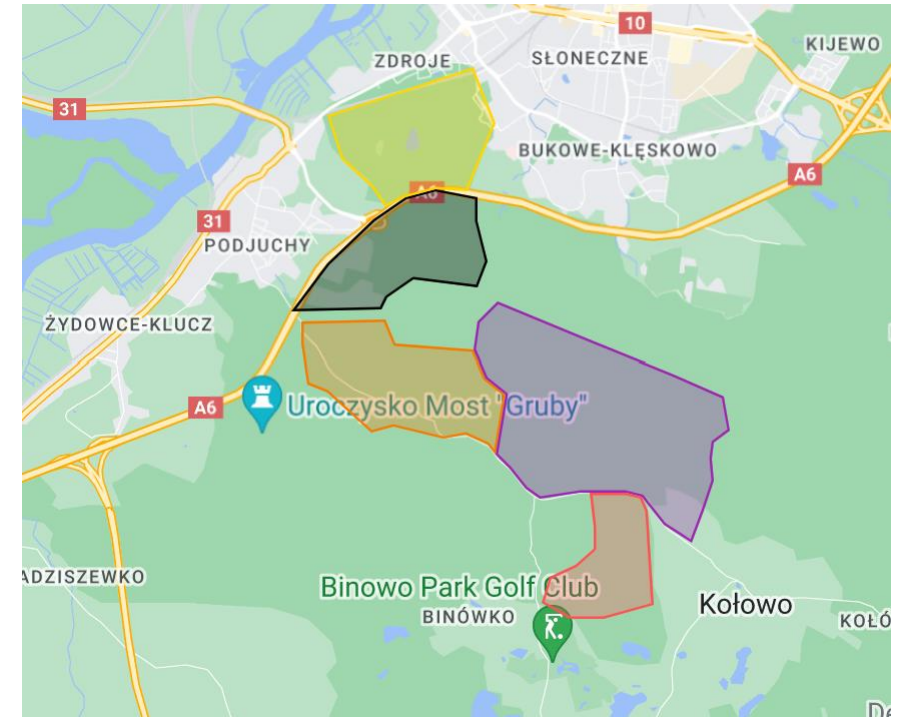 10
KIJEWO
ZDROJE
SŁONECZNE
31
BUKOWE-KLĘSKOWO
A6
A6
31
PODJUCHY
ŻYDOWCE-KLUCZ
A6
Uroczysko Most "Gruby"
ADZISZEWKO
Binowo Park Golf Club
BINÓWKO
Kołowo
KOŁÓ